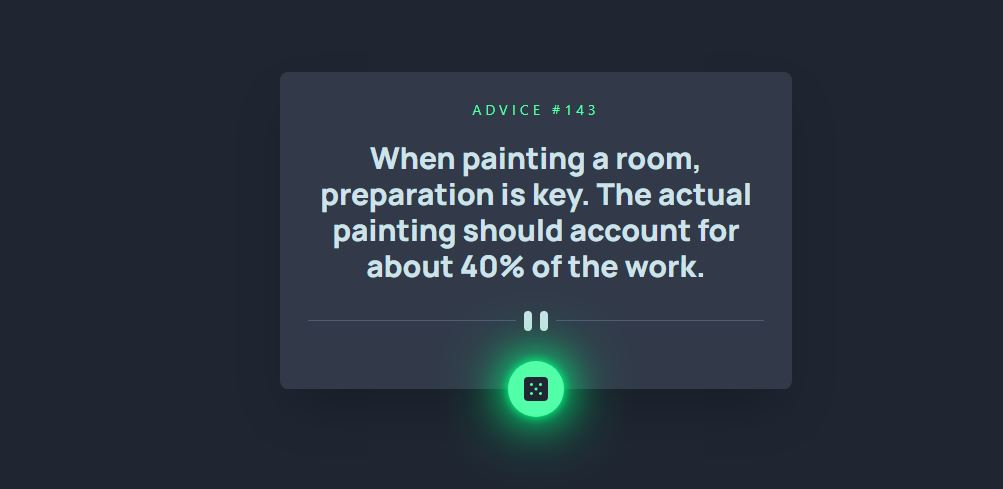 ADVICE #143
When painting a room,
preparation is key. The actual
painting should account for
about 40% of the work.